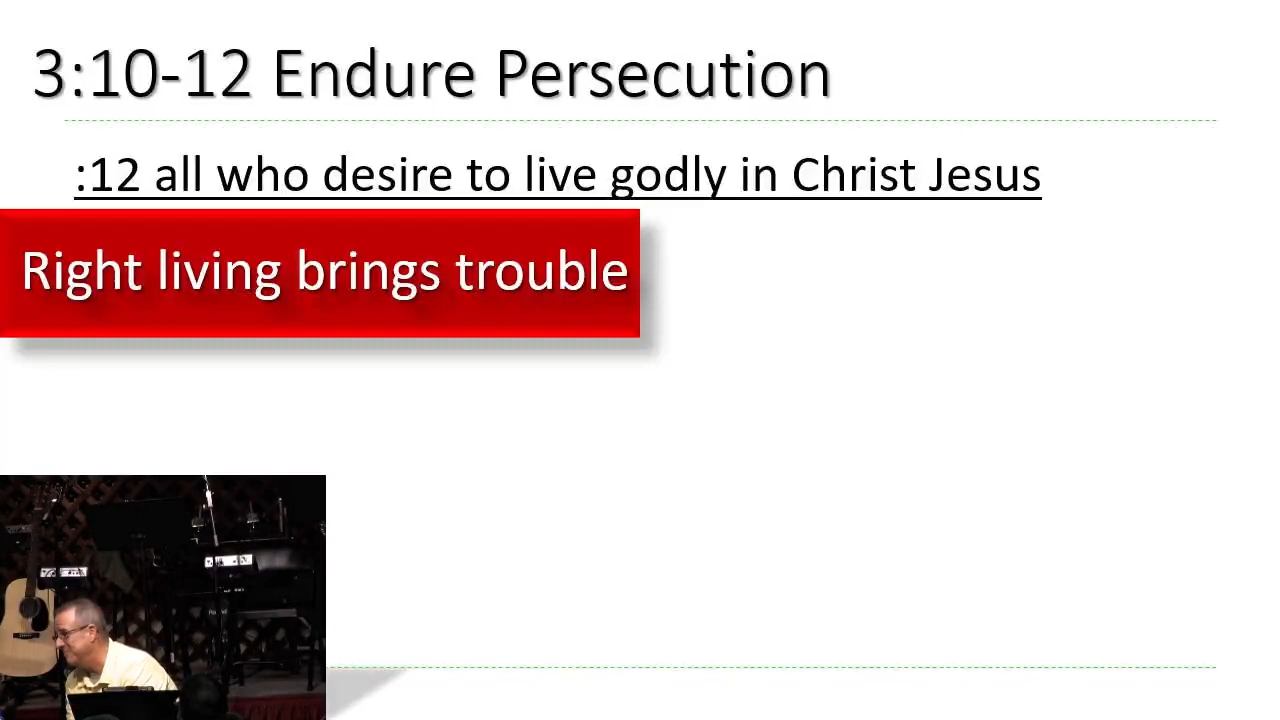 3:10-12 Endure Persecution
:12 all who desire to live godly in Christ Jesus
Right living brings trouble